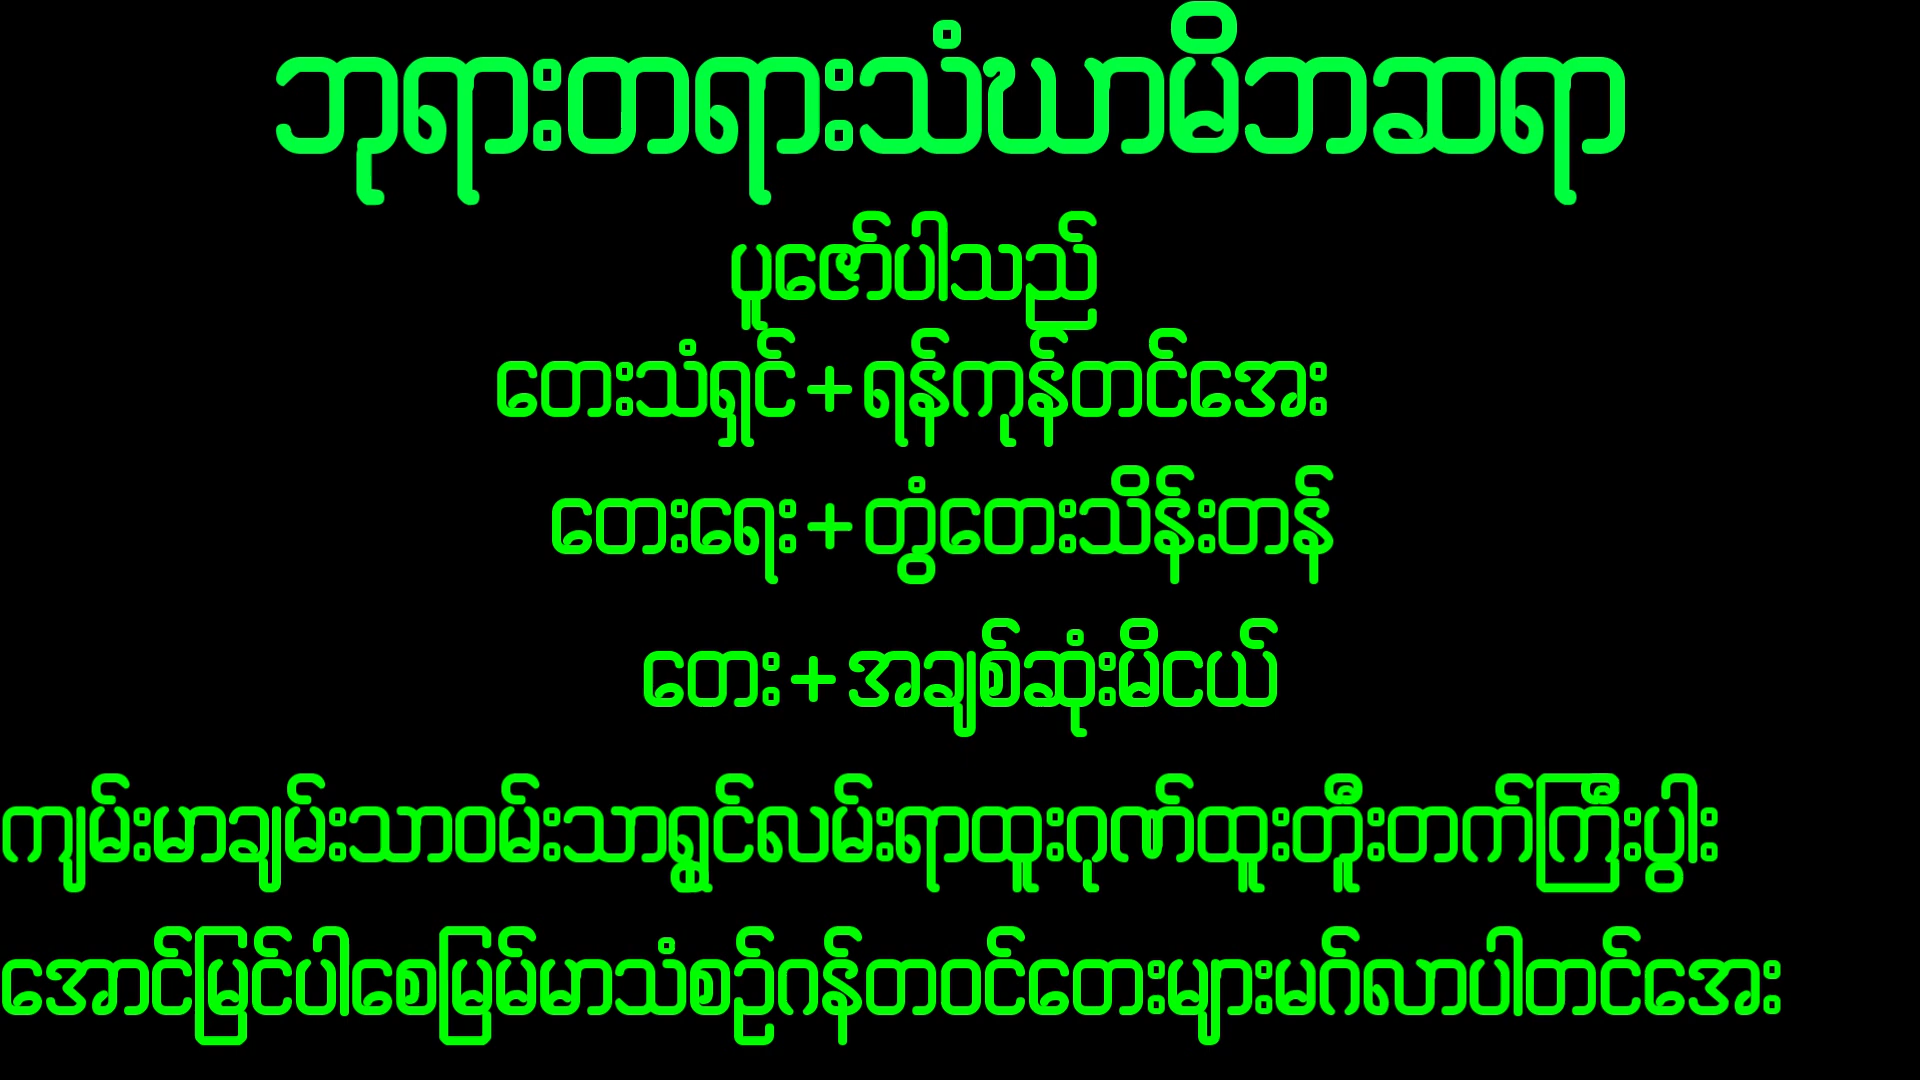 ဘုရားတရားသံဃာမိဘဆရာ
ပူဇော်ပါသည်
တေးသံရှင်+ရန်ကုန်တင်အေး
တေးရေး+တွံတေးသိန်းတန်
တေး+အချစ်ဆုံးမိငယ်
ကျမ်းမာချမ်းသာဝမ်းသာရွှင်လမ်းရာထူးဂုဏ်ထူးတိူးတက်ကြီးပွါး
အောင်မြင်ပါစေမြမ်မာသံစဉ်ဂန်တဝင်တေးများမဂ်လာပါတင်အေး